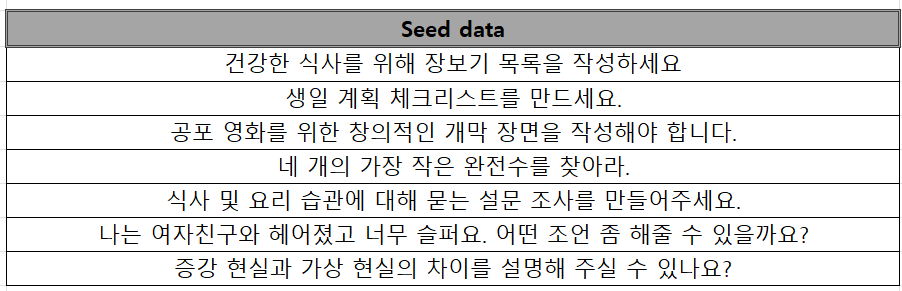 Seed data
건강한 식사를 위해 장보기 목록을 작성하세요
생일 계획 체크리스트를 만드세요.
공포 영화를 위한 창의적인 개막 장면을 작성해야 합니다.
네 개의 가장 작은 완전수를 찾아라.
식사 및 요리 습관에 대해 묻는 설문 조사를 만들어주세요.
나는 여자친구와 헤어졌고 너무 슬퍼요. 어떤 조언 좀 해줄 수 있을까요?
증강 현실과 가상 현실의 차이를 설명해 주실 수 있나요?